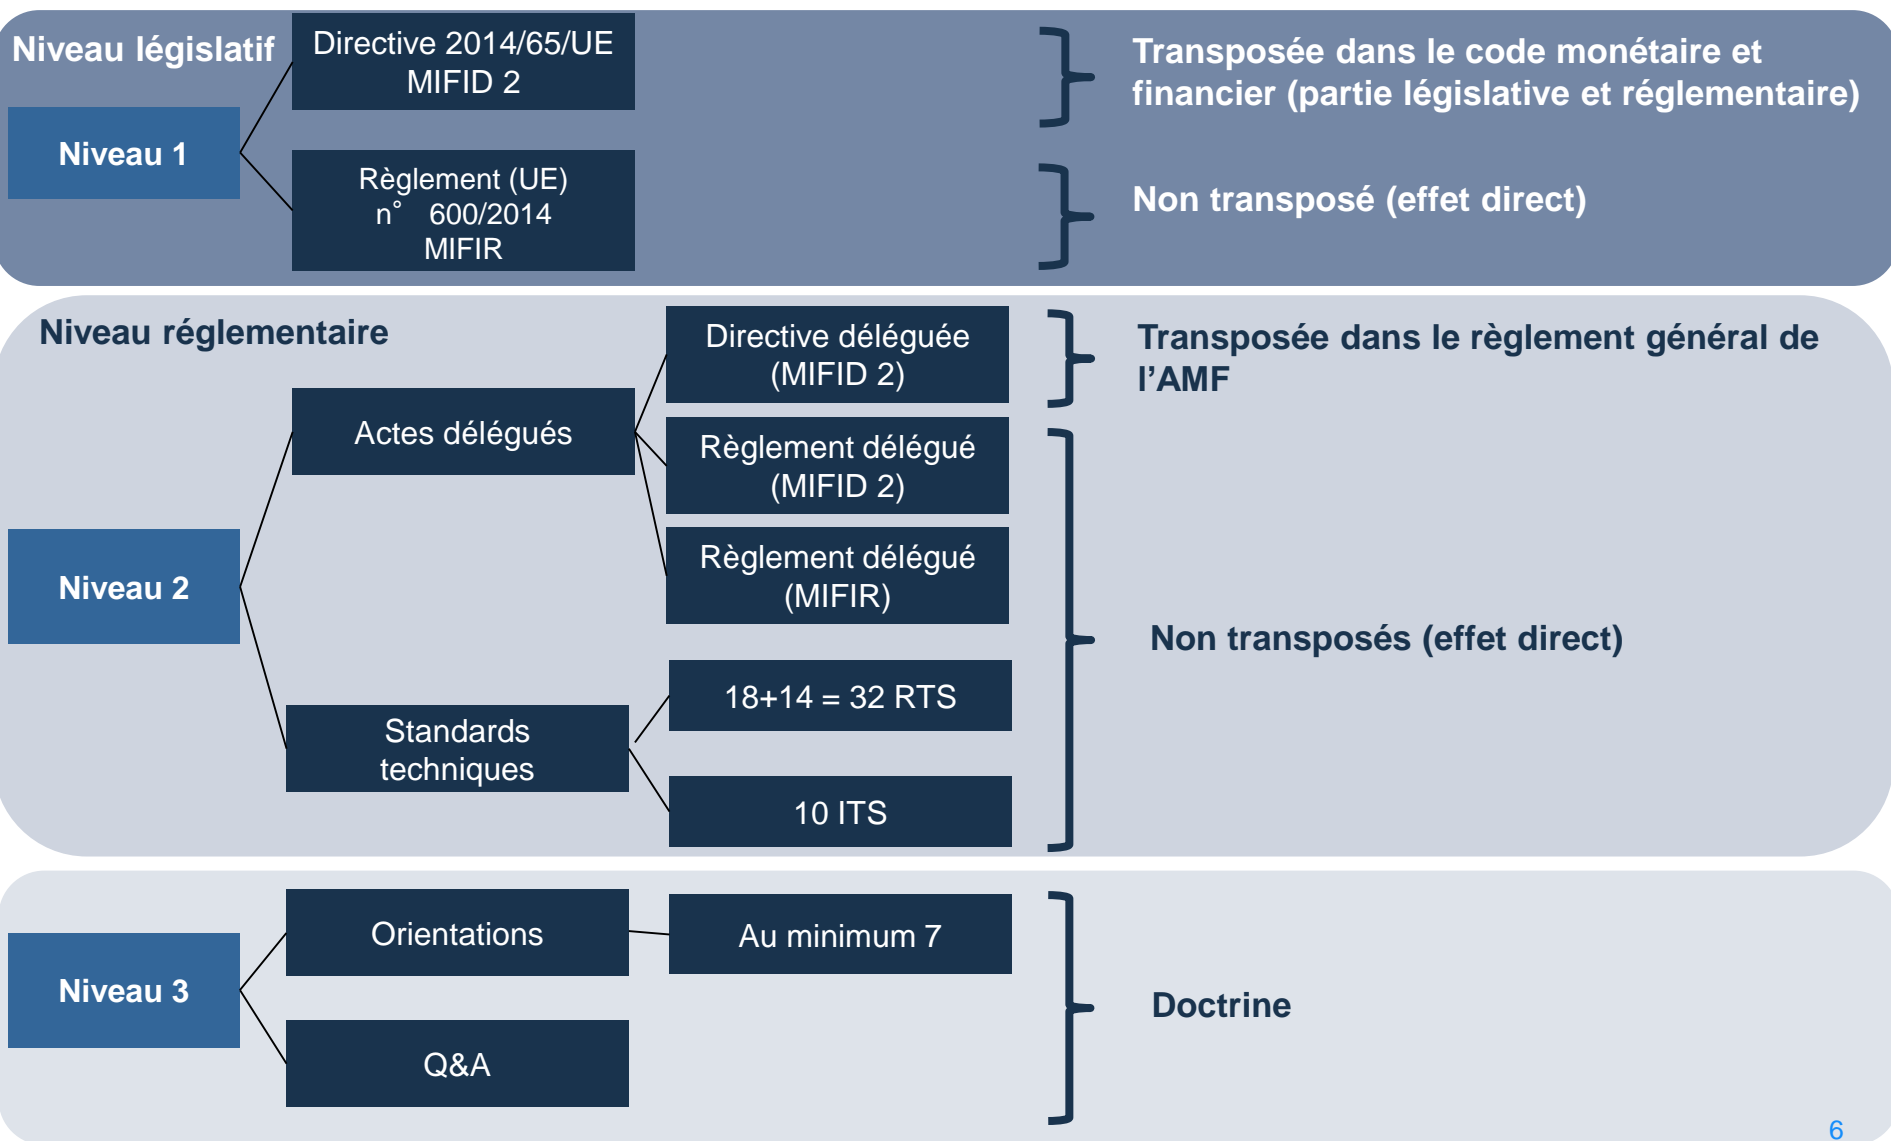 Niveau législatif
Directive 2014/65/UE
MIFID 2
Transposée dans le code monétaire et
financier (partie législative et réglementaire)
Niveau 1
Règlement (UE)
n° 600/2014
MIFIR
Non transposé (effet direct)
Niveau réglementaire
Directive déléguée
(MIFID 2)
Transposée dans le règlement général de
l’AMF
Actes délégués
Règlement délégué
(MIFID 2)
Règlement délégué
(MIFIR)
Niveau 2
Non transposés (effet direct)
18+14 = 32 RTS
Standards
techniques
10 ITS
Orientations
Au minimum 7
Niveau 3
Doctrine
Q&A
6